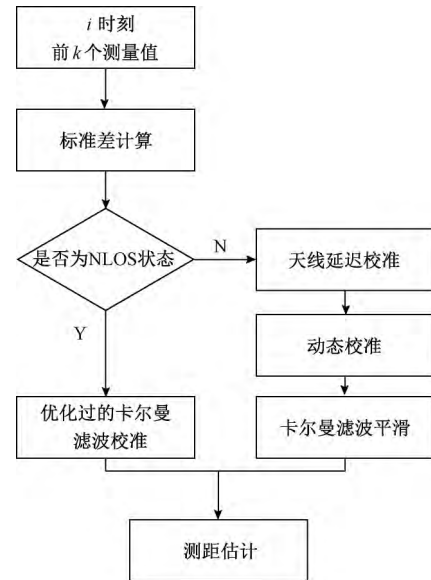 i 时刻
前k个测量值
标准差计算
是否为NLOS状态
N
天线延迟校准
Y
动态校准
优化过的卡尔曼
滤波校准
卡尔曼滤波平滑
测距估计